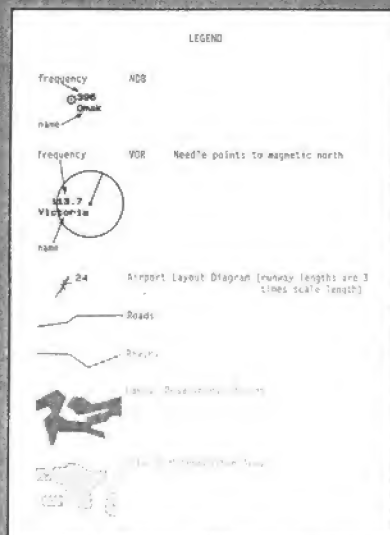 LEGEND
frequency NDB
396
Omak
name
frequency VOR Needle points to magnetic north
113.7
Victoria
name
24 Airport Layout Diagram (runway lengths are 3
times scale length)
Roads
Rivers